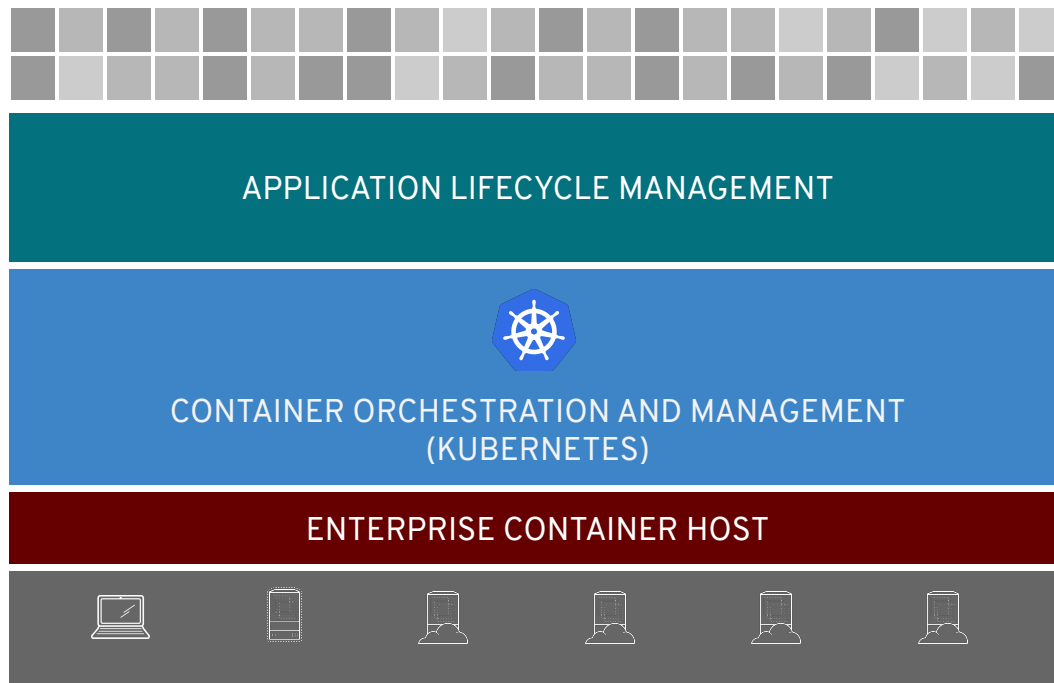 APPLICATION LIFECYCLE MANAGEMENT
CONTAINER ORCHESTRATION AND MANAGEMENT
(KUBERNETES)
ENTERPRISE CONTAINER HOST